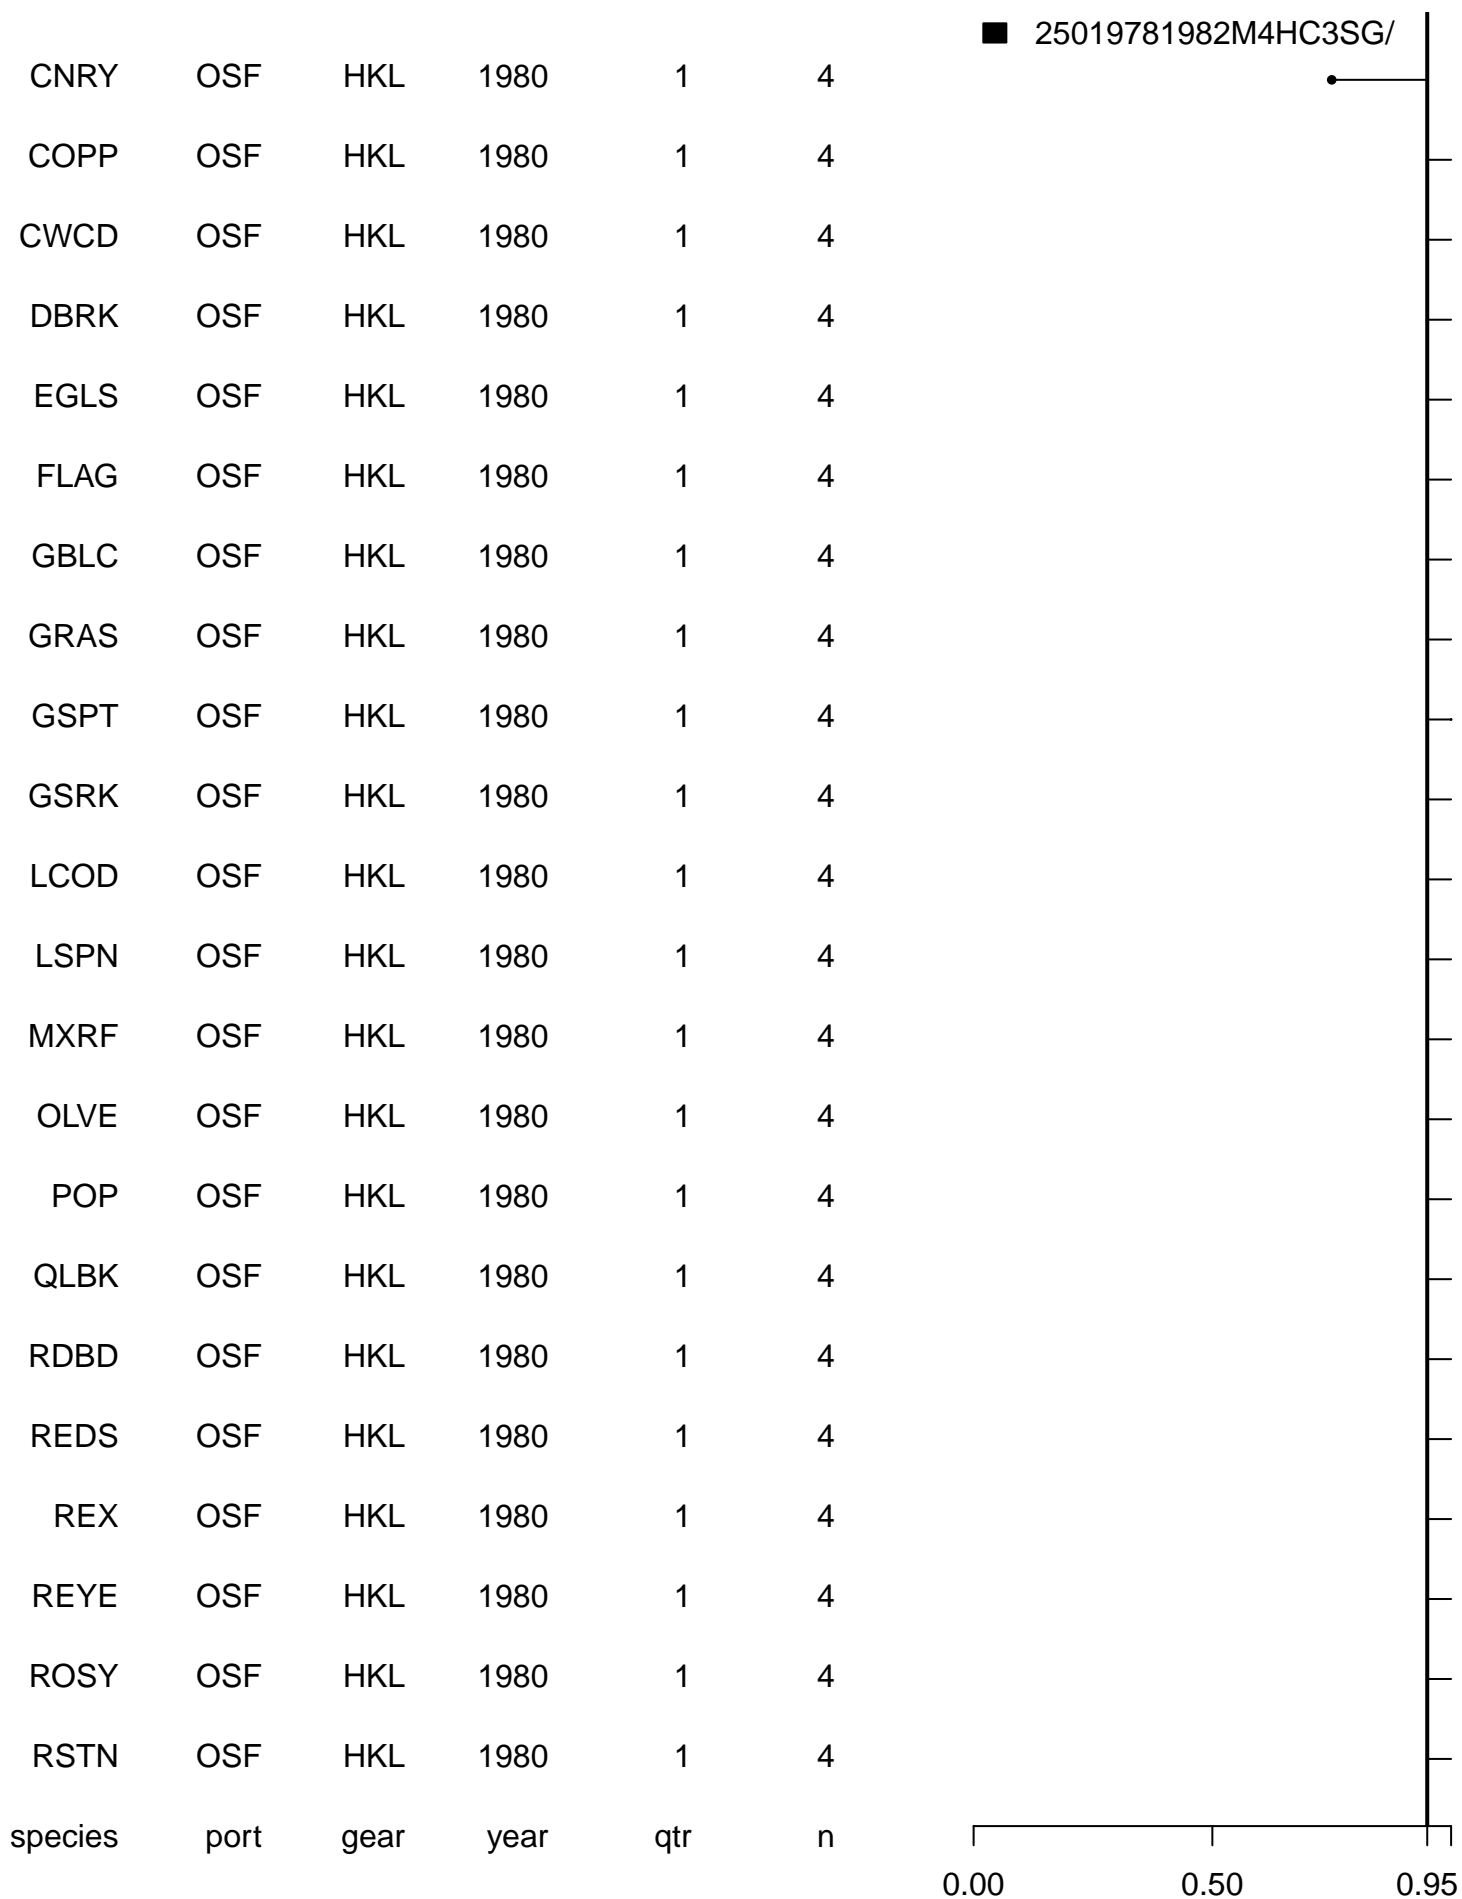 25019781982M4HC3SG/
CNRY OSF HKL 1980 1 4
COPP OSF HKL 1980 1 4
CWCD OSF HKL 1980 1 4
DBRK OSF HKL 1980 1 4
EGLS OSF HKL 1980 1 4
FLAG OSF HKL 1980 1 4
GBLC OSF HKL 1980 1 4
GRAS OSF HKL 1980 1 4
GSPT OSF HKL 1980 1 4
GSRK OSF HKL 1980 1 4
LCOD OSF HKL 1980 1 4
LSPN OSF HKL 1980 1 4
MXRF OSF HKL 1980 1 4
OLVE OSF HKL 1980 1 4
POP OSF HKL 1980 1 4
QLBK OSF HKL 1980 1 4
RDBD OSF HKL 1980 1 4
REDS OSF HKL 1980 1 4
REX OSF HKL 1980 1 4
REYE OSF HKL 1980 1 4
ROSY OSF HKL 1980 1 4
RSTN OSF HKL 1980 1 4
species port gear year qtr n
0.00 0.50 0.95